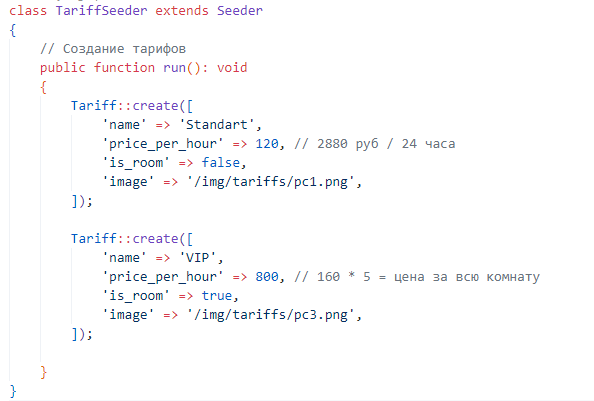 class TariffSeeder extends Seeder
{
    // Создание тарифов
    public function run(): void
    {
        Tariff::create([
            'name' => 'Standart',
            'price_per_hour' => 120, // 2880 руб / 24 часа
            'is_room' => false,
            'image' => '/img/tariffs/pc1.png',
        ]);

        Tariff::create([
            'name' => 'VIP',
            'price_per_hour' => 800, // 160 * 5 = цена за всю комнату
            'is_room' => true,
            'image' => '/img/tariffs/pc3.png',
        ]);

    }
}